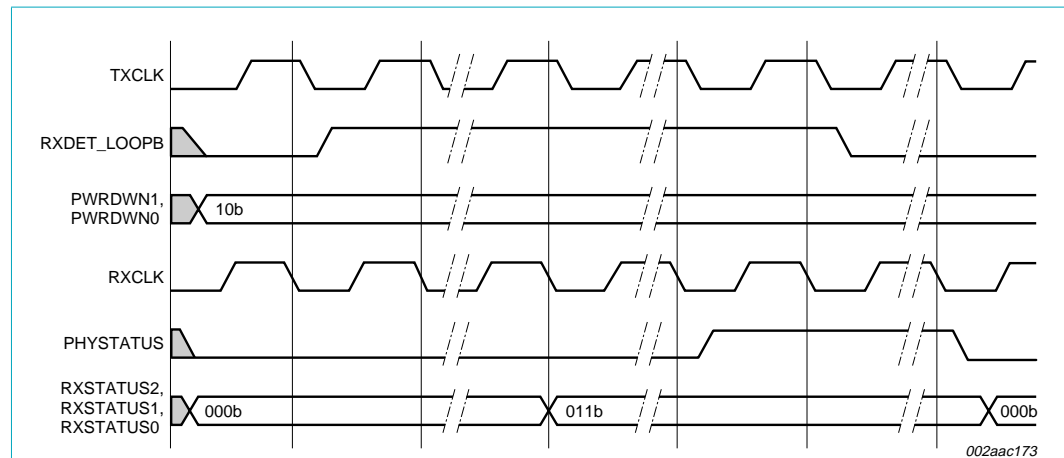 TXCLK
RXDET_LOOPB
PWRDWN1,
PWRDWN0
10b
RXCLK
PHYSTATUS
RXSTATUS2,
RXSTATUS1,
RXSTATUS0
000b
011b
000b
002aac173